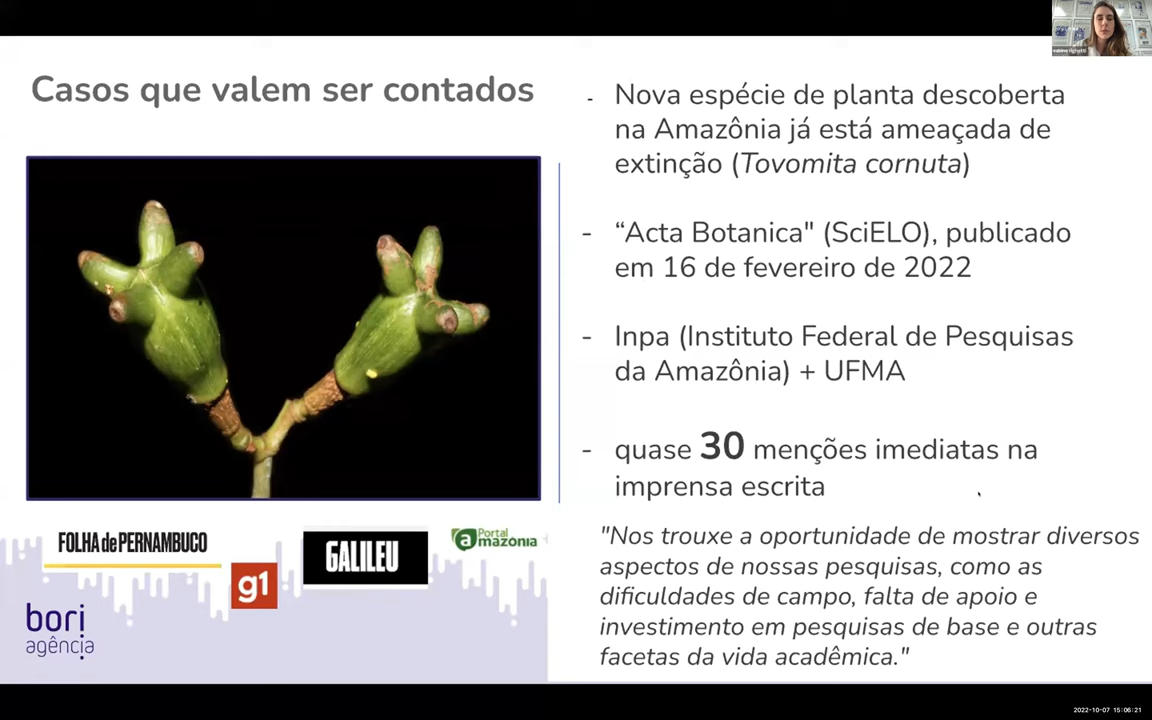 Casos que valem ser contados
- Nova espécie de planta descoberta
na Amazônia já está ameaçada de
extinção (Tovomita cornuta)
- “Acta Botanica" (SciELO), publicado
em 16 de fevereiro de 2022
- Inpa (Instituto Federal de Pesquisas
da Amazônia) + UFMA
- quase 30 menções imediatas na
imprensa escrita
"Nos trouxe a oportunidade de mostrar diversos
aspectos de nossas pesquisas, como as
dificuldades de campo, falta de apoio e
investimento em pesquisas de base e outras
facetas da vida acadêmica."
FOLHA de PERNAMBUCO
g1
GALILEU
Portal
amazônia
bori
agência
2022-10-07 15:06:21